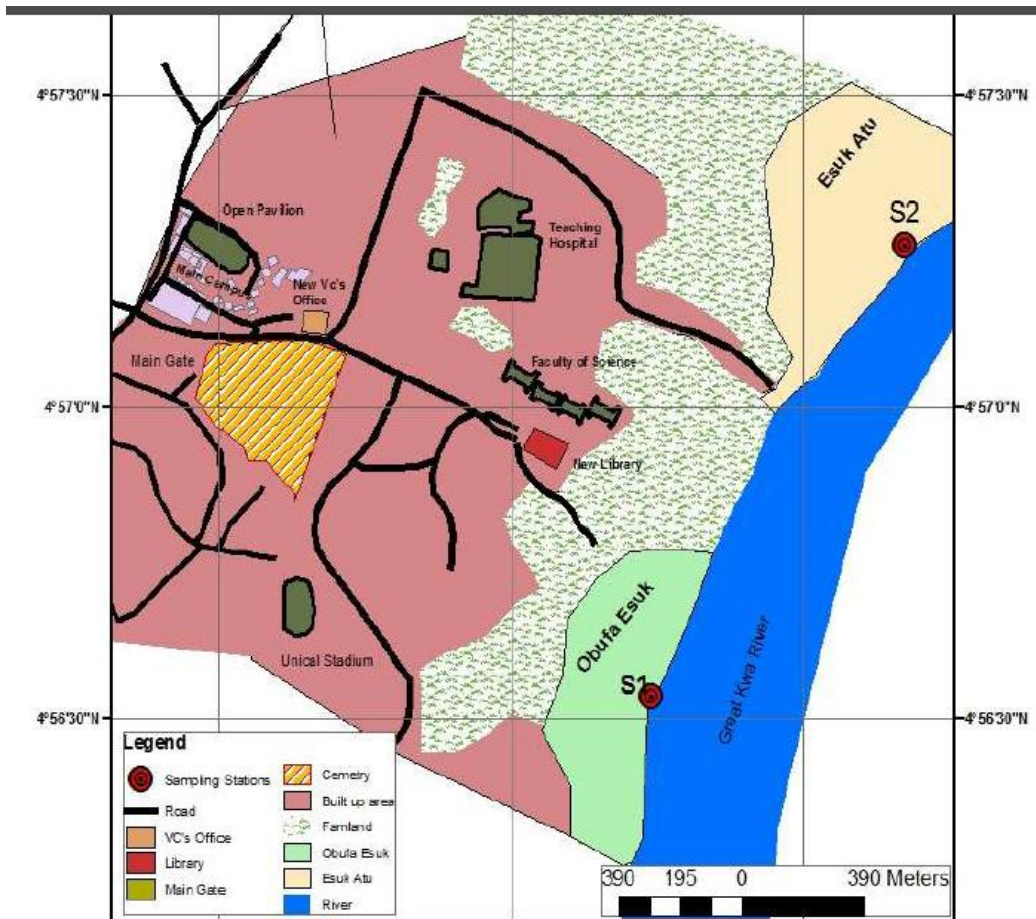 4°57'30"N
4°57'30"N
Esuk Atu
S2
Open Pavilion
Teaching
Hospital
Main Campus
New Vc's
Office
Main Gate
Faculty of Science
4°57'0"N
4°57'0"N
New Library
Obufa Esuk
Unical Stadium
S1
Great Kwa River
4°56'30"N
4°56'30"N
Legend
Sampling Stations
Road
VC's Office
Library
Main Gate
Cemetry
Built up area
Farmland
Obufa Esuk
Esuk Atu
River
390 195 0 390 Meters